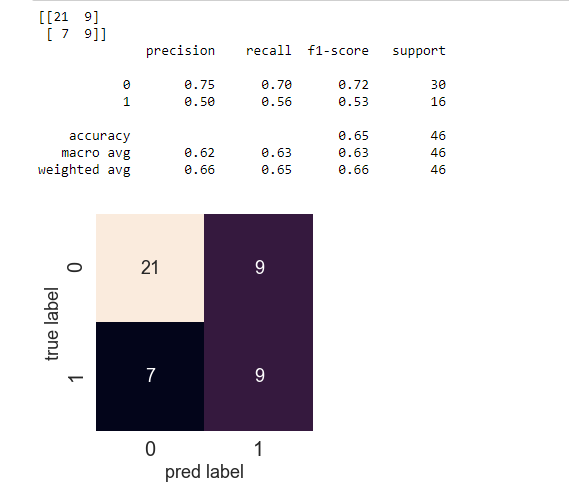 [[21  9]
 [ 7  9]]
              precision    recall  f1-score   support

           0       0.75      0.70      0.72        30
           1       0.50      0.56      0.53        16

    accuracy                           0.65        46
   macro avg       0.62      0.63      0.63        46
weighted avg       0.66      0.65      0.66        46

0 21 9
true label
1 7 9
0 1
pred label